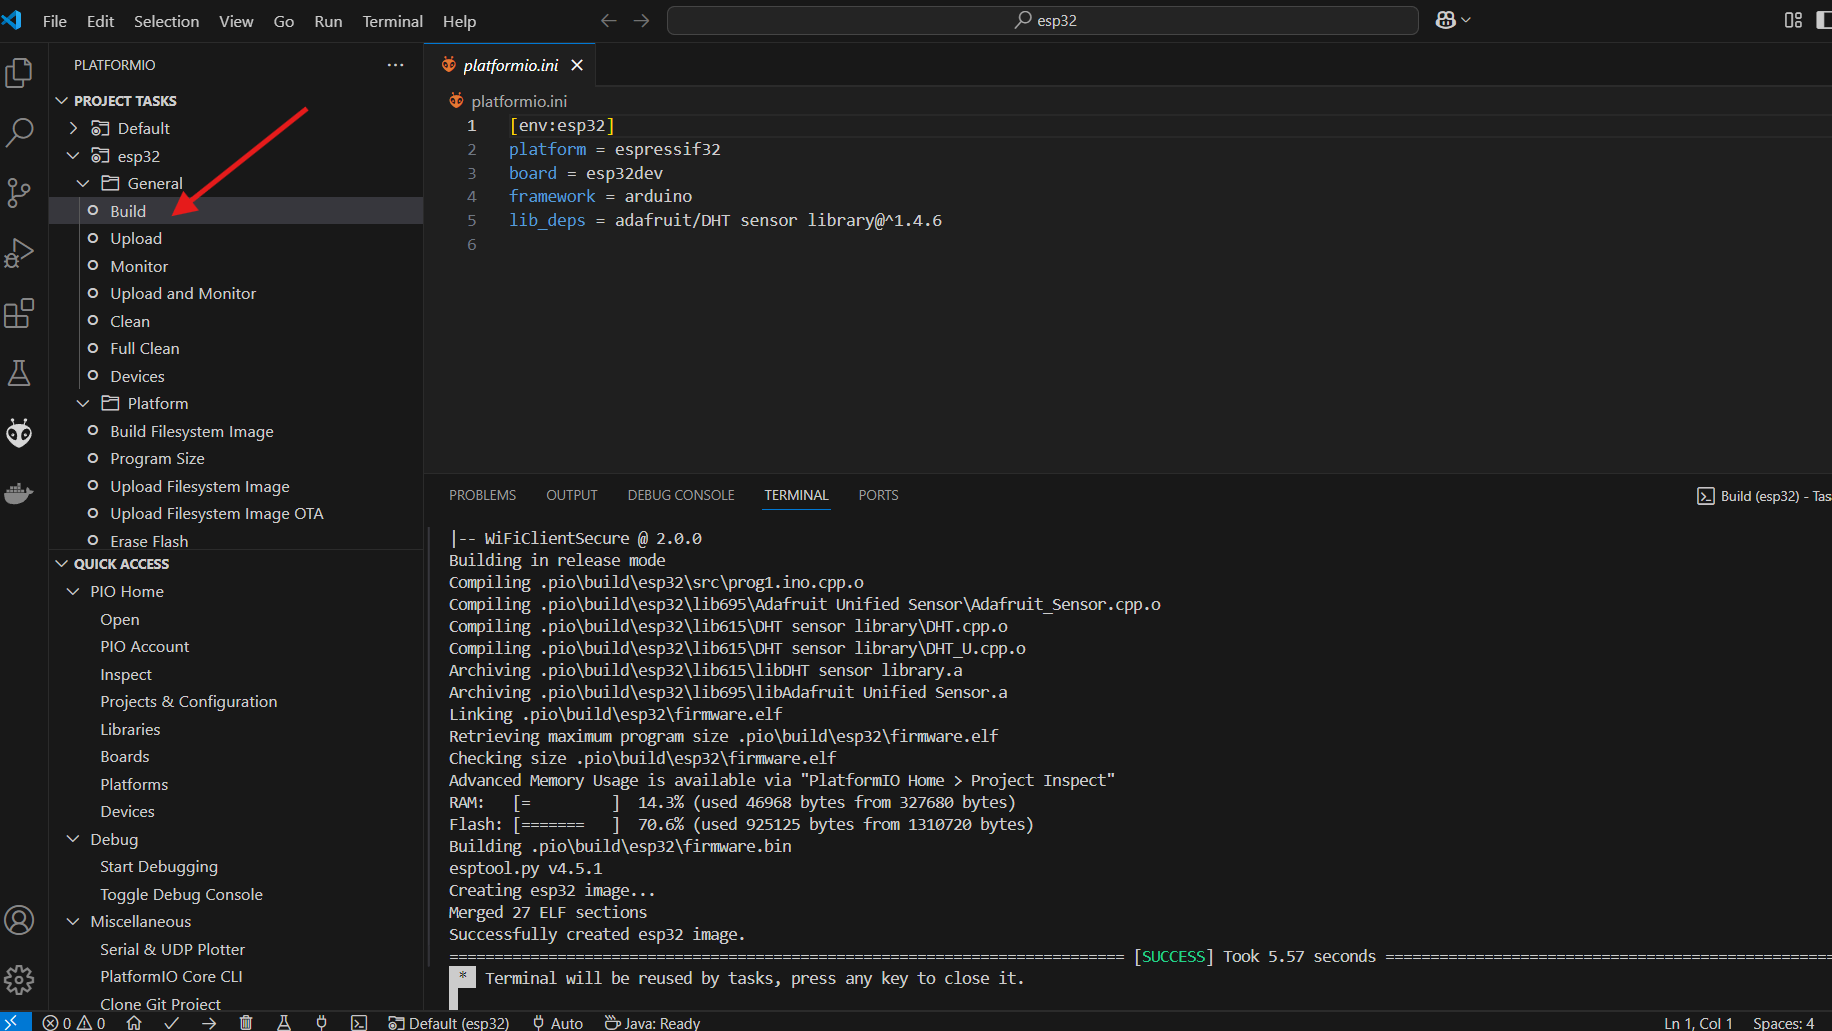 File Edit Selection View Go Run Terminal Help
esp32
PLATFORMIO
PROJECT TASKS
Default
esp32
General
Build
Upload
Monitor
Upload and Monitor
Clean
Full Clean
Devices
Platform
Build Filesystem Image
Program Size
Upload Filesystem Image
Upload Filesystem Image OTA
Erase Flash
QUICK ACCESS
PIO Home
Open
PIO Account
Inspect
Projects & Configuration
Libraries
Boards
Platforms
Devices
Debug
Start Debugging
Toggle Debug Console
Miscellaneous
Serial & UDP Plotter
PlatformIO Core CLI
Clone Git Project
platformio.ini
platformio.ini
1 [env:esp32]
2 platform = espressif32
3 board = esp32dev
4 framework = arduino
5 lib_deps = adafruit/DHT sensor library@^1.4.6
6
PROBLEMS OUTPUT DEBUG CONSOLE TERMINAL PORTS
Build (esp32) - Tas
|-- WiFiClientSecure @ 2.0.0
Building in release mode
Compiling .pio\build\esp32\src\prog1.ino.cpp.o
Compiling .pio\build\esp32\lib695\Adafruit Unified Sensor\Adafruit_Sensor.cpp.o
Compiling .pio\build\esp32\lib615\DHT sensor library\DHT.cpp.o
Compiling .pio\build\esp32\lib615\DHT sensor library\DHT_U.cpp.o
Archiving .pio\build\esp32\lib615\libDHT sensor library.a
Archiving .pio\build\esp32\lib695\libAdafruit Unified Sensor.a
Linking .pio\build\esp32\firmware.elf
Retrieving maximum program size .pio\build\esp32\firmware.elf
Checking size .pio\build\esp32\firmware.elf
Advanced Memory Usage is available via "PlatformIO Home > Project Inspect"
RAM: [= ] 14.3% (used 46968 bytes from 327680 bytes)
Flash: [======= ] 70.6% (used 925125 bytes from 1310720 bytes)
Building .pio\build\esp32\firmware.bin
esptool.py v4.5.1
Creating esp32 image...
Merged 27 ELF sections
Successfully created esp32 image.
=========================================================================== [SUCCESS] Took 5.57 seconds ==================================================
* Terminal will be reused by tasks, press any key to close it.
0 0 Default (esp32) Auto Java: Ready Ln 1, Col 1 Spaces: 4